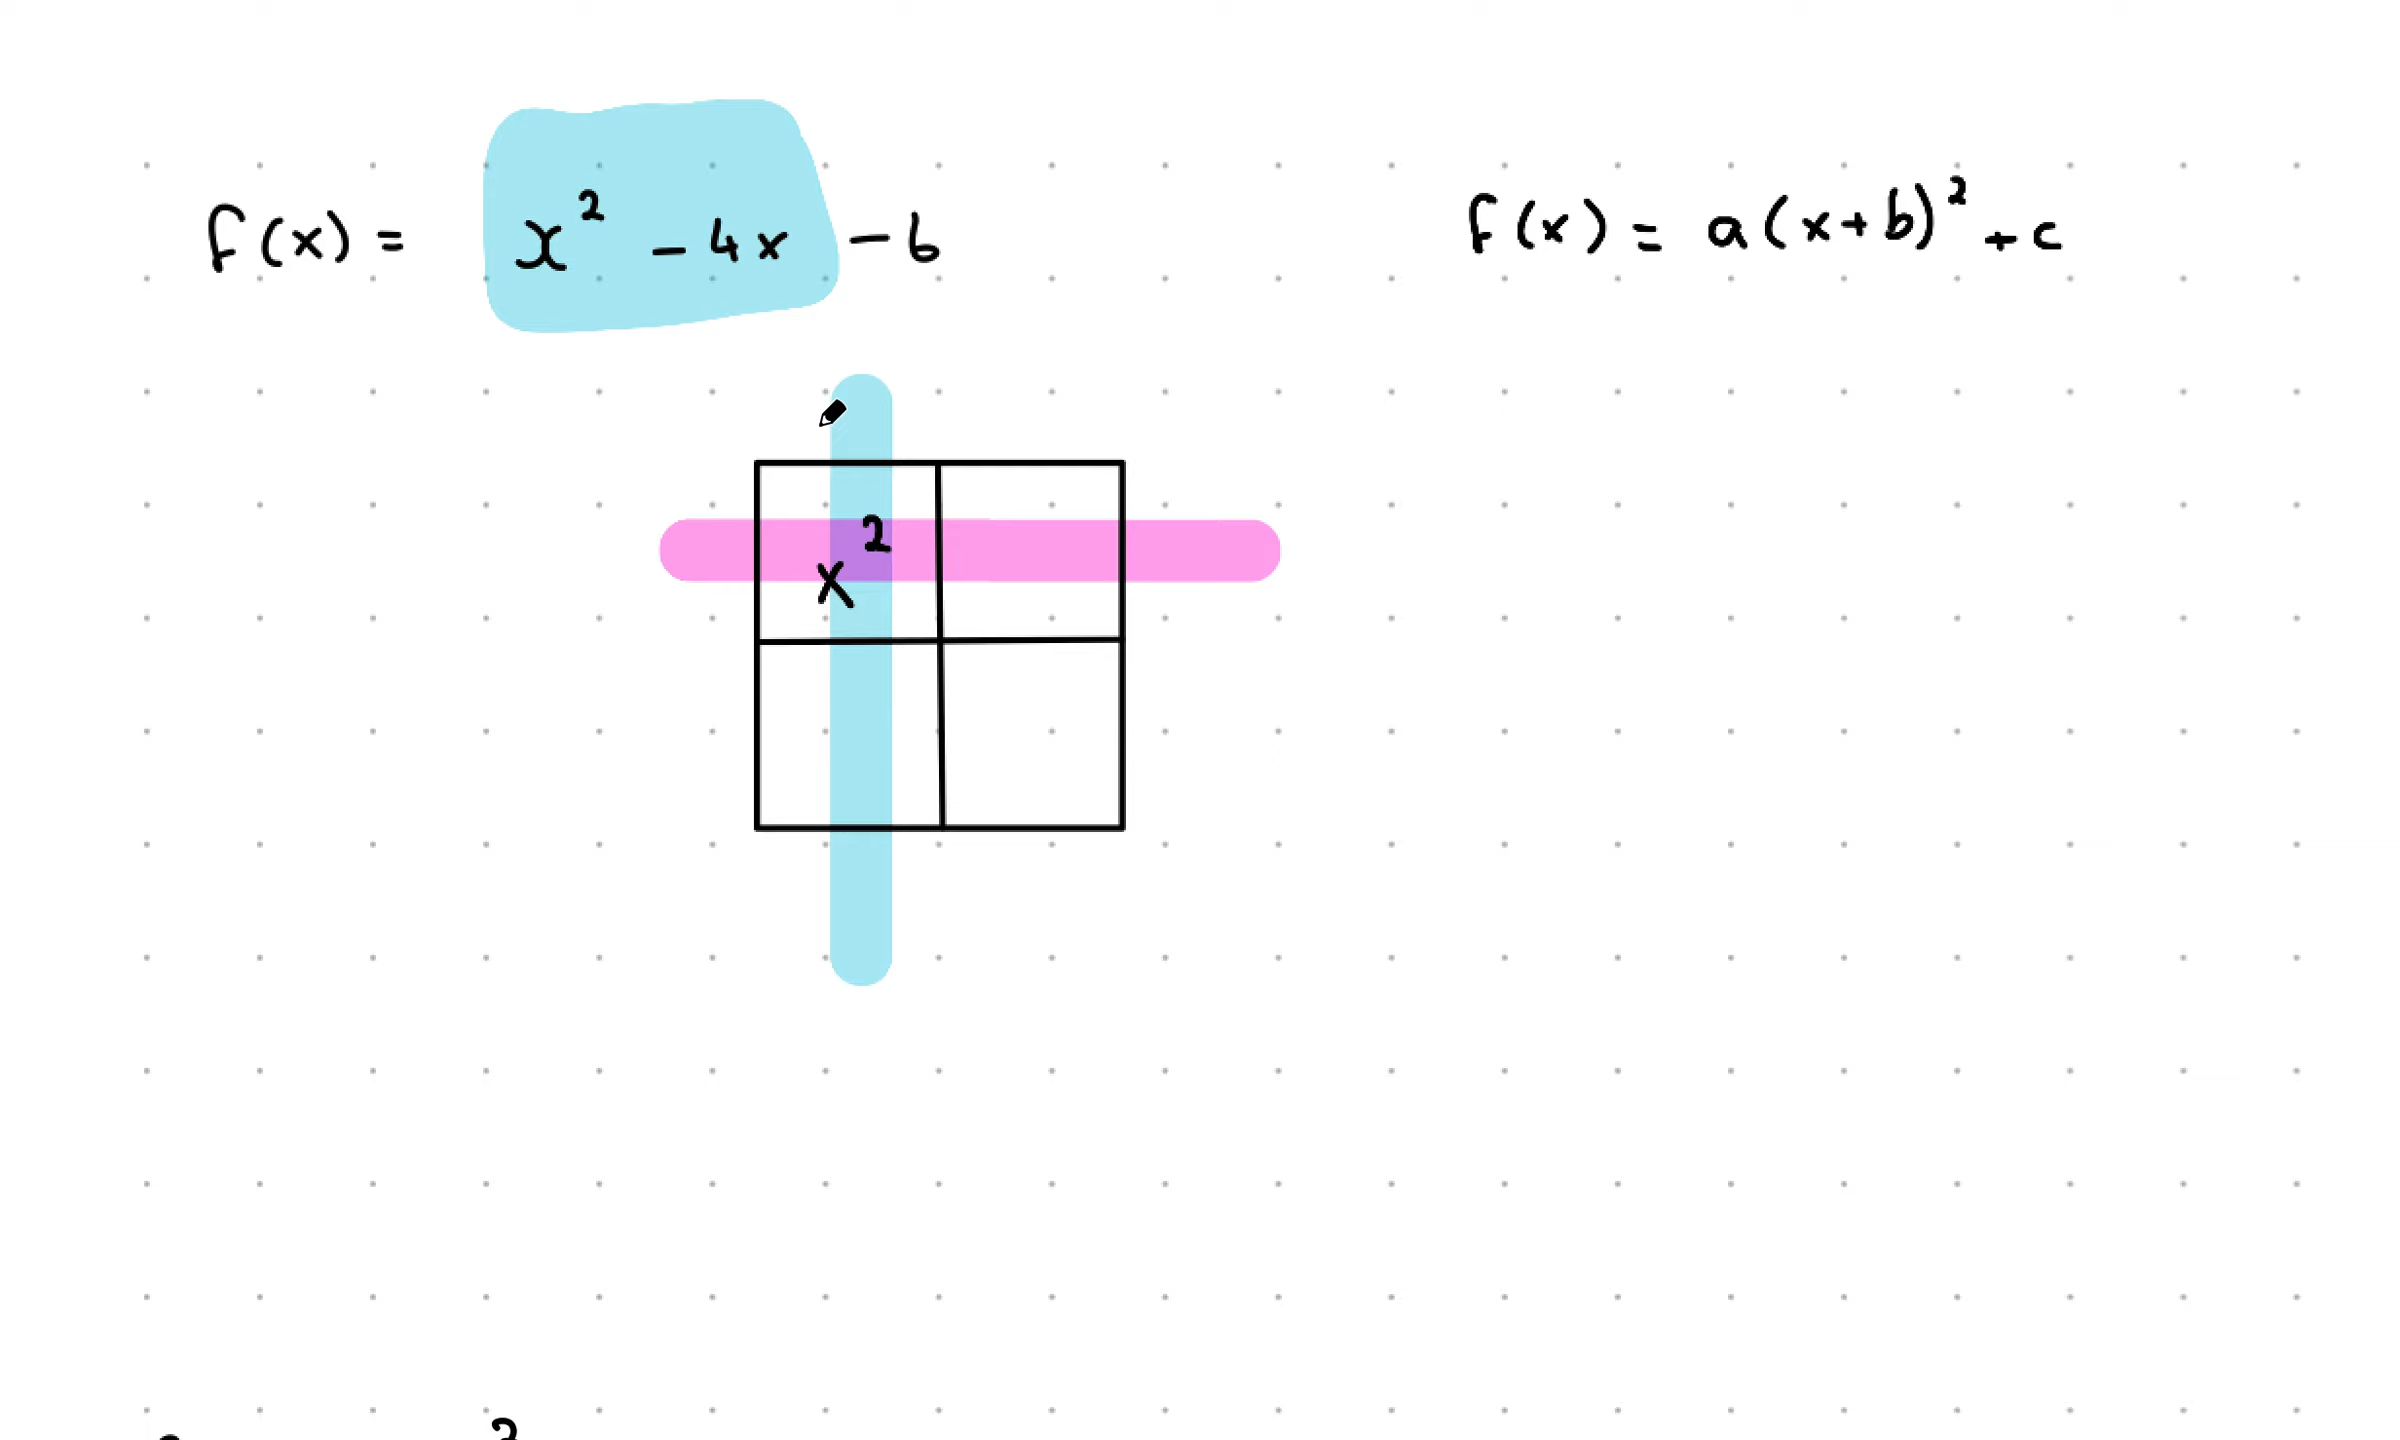 f(x) = x² - 4x - 6
f(x) = a(x+b)² + c
x²